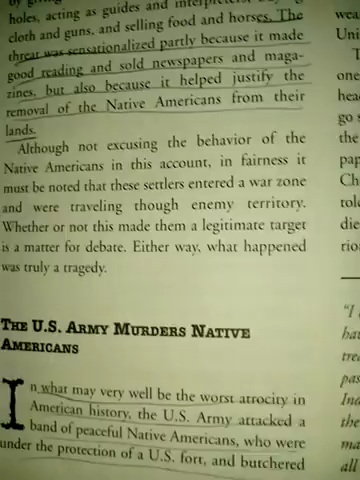 holes, acting as guides and
cloth and guns, and selling food and horses. The
threat was sensationalized partly because it made
good reading and sold newspapers and maga-
zines, but also because it helped justify the
removal of the Native Americans from their
lands.
Although not excusing the behavior of the
Native Americans in this account, in fairness it
must be noted that these settlers entered a war zone
and were traveling though enemy territory.
Whether or not this made them a legitimate target
is a matter for debate. Either way, what happened
was truly a tragedy.
THE U.S. ARMY MURDERS NATIVE
AMERICANS
In what may very well be the worst atrocity in
American history, the U.S. Army attacked a
band of peaceful Native Americans, who were
under the protection of a U.S. fort, and butchered